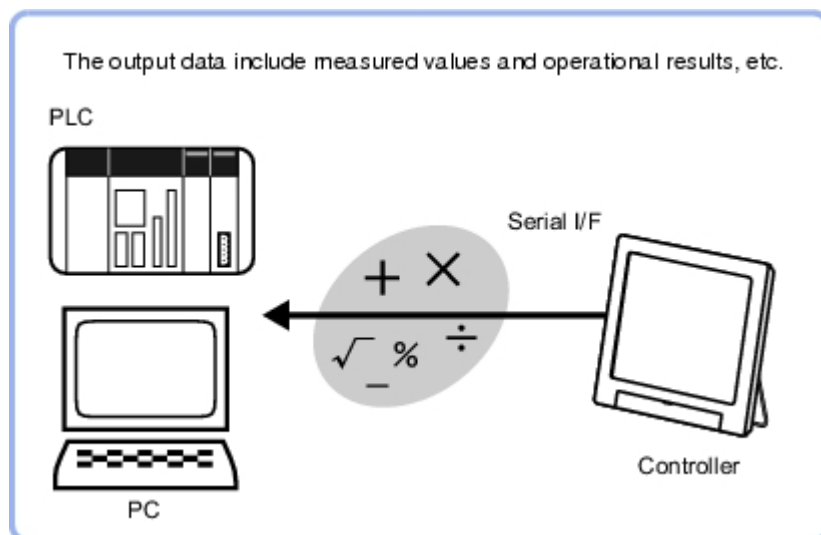 The output data include measured values and operational results, etc.
PLC
Serial I/F
+ ×
√‾ _ % ÷
Controller
PC